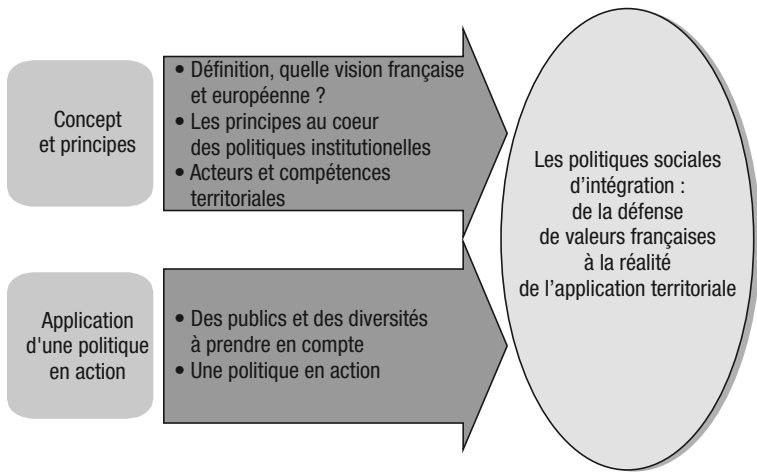 Concept
et principes
• Définition, quelle vision française
et européenne ?
• Les principes au coeur
des politiques institutionelles
• Acteurs et compétences
territoriales
Application
d'une politique
en action
• Des publics et des diversités
à prendre en compte
• Une politique en action
Les politiques sociales
d’intégration :
de la défense
de valeurs françaises
à la réalité
de l’application territoriale